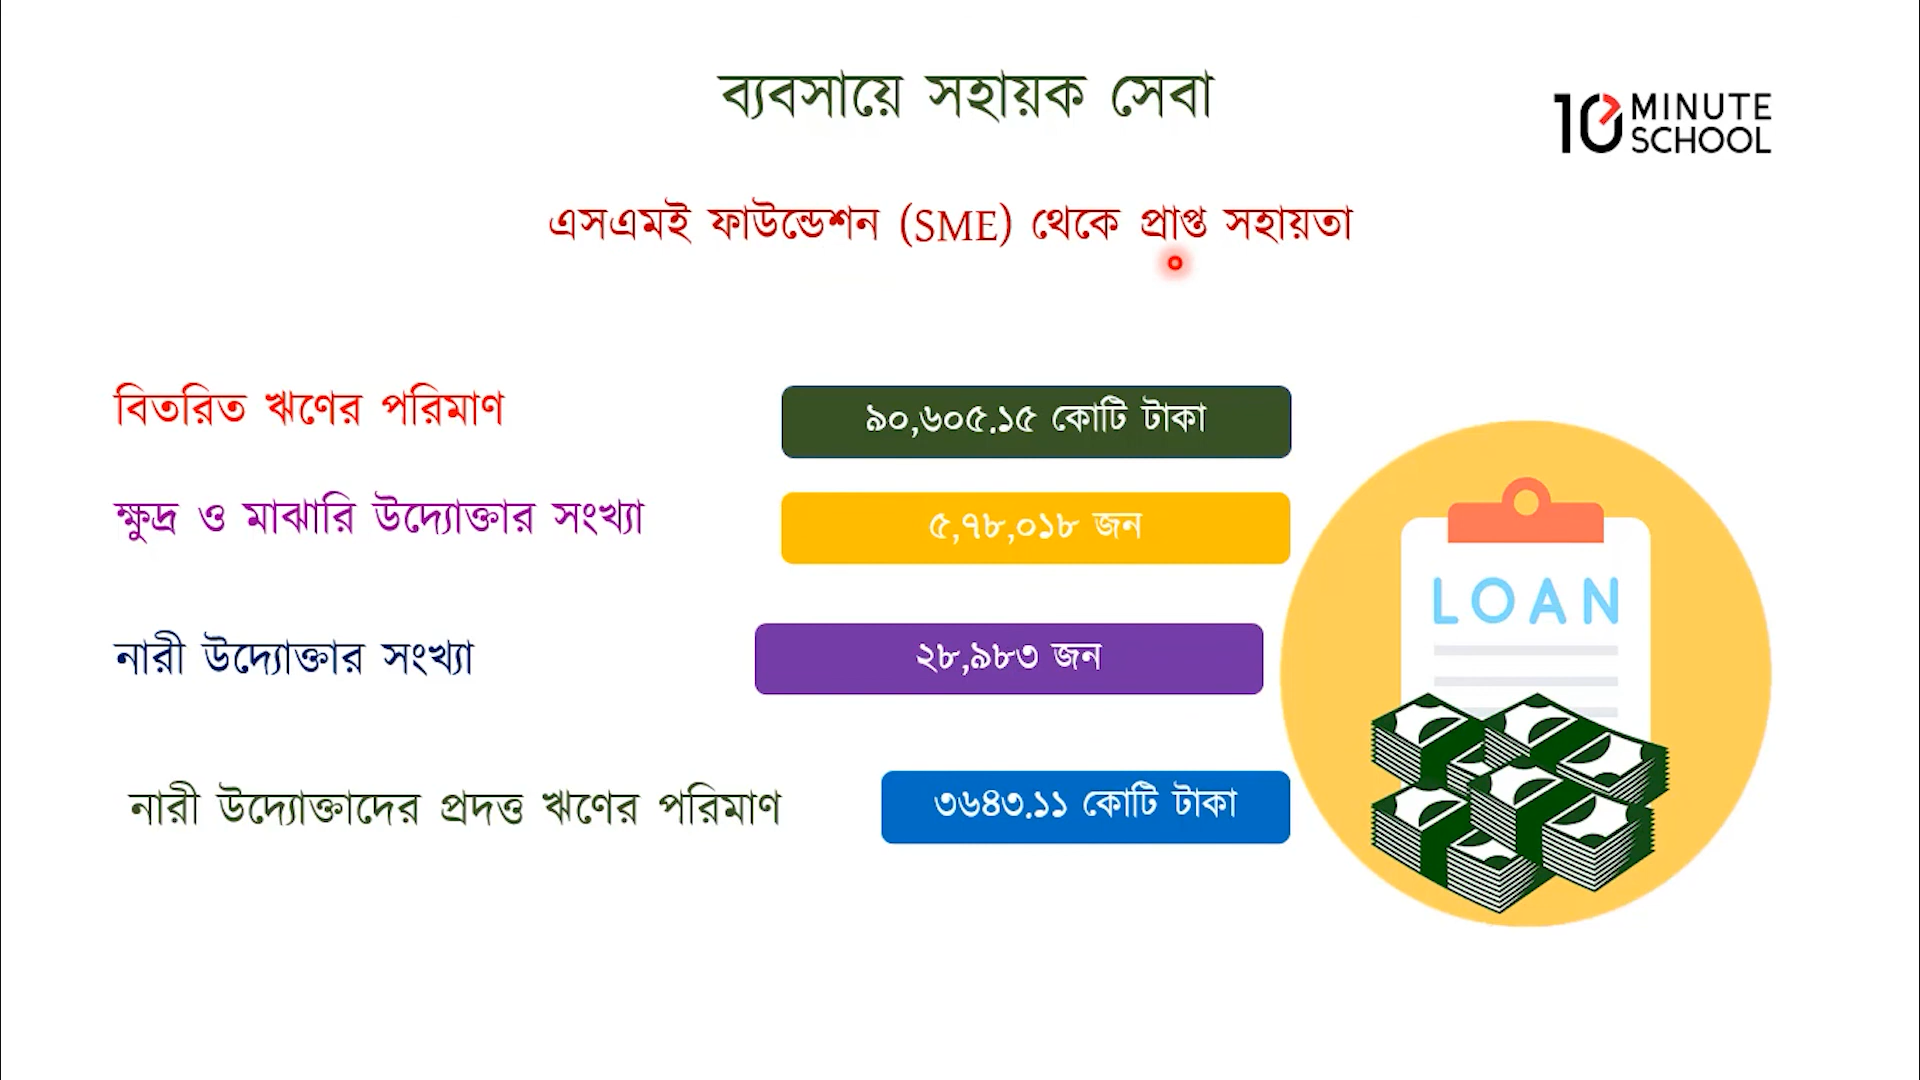 ব্যবসায়ে সহায়ক সেবা
10 MINUTE SCHOOL
এসএমই ফাউন্ডেশন (SME) থেকে প্রাপ্ত সহায়তা
বিতরিত ঋণের পরিমাণ ৯০,৬০৫.১৫ কোটি টাকা
ক্ষুদ্র ও মাঝারি উদ্যোক্তার সংখ্যা ৫,৭৮,০১৮ জন
LOAN
নারী উদ্যোক্তার সংখ্যা ২৮,৯৮৩ জন
নারী উদ্যোক্তাদের প্রদত্ত ঋণের পরিমাণ ৩৬৪৩.১১ কোটি টাকা